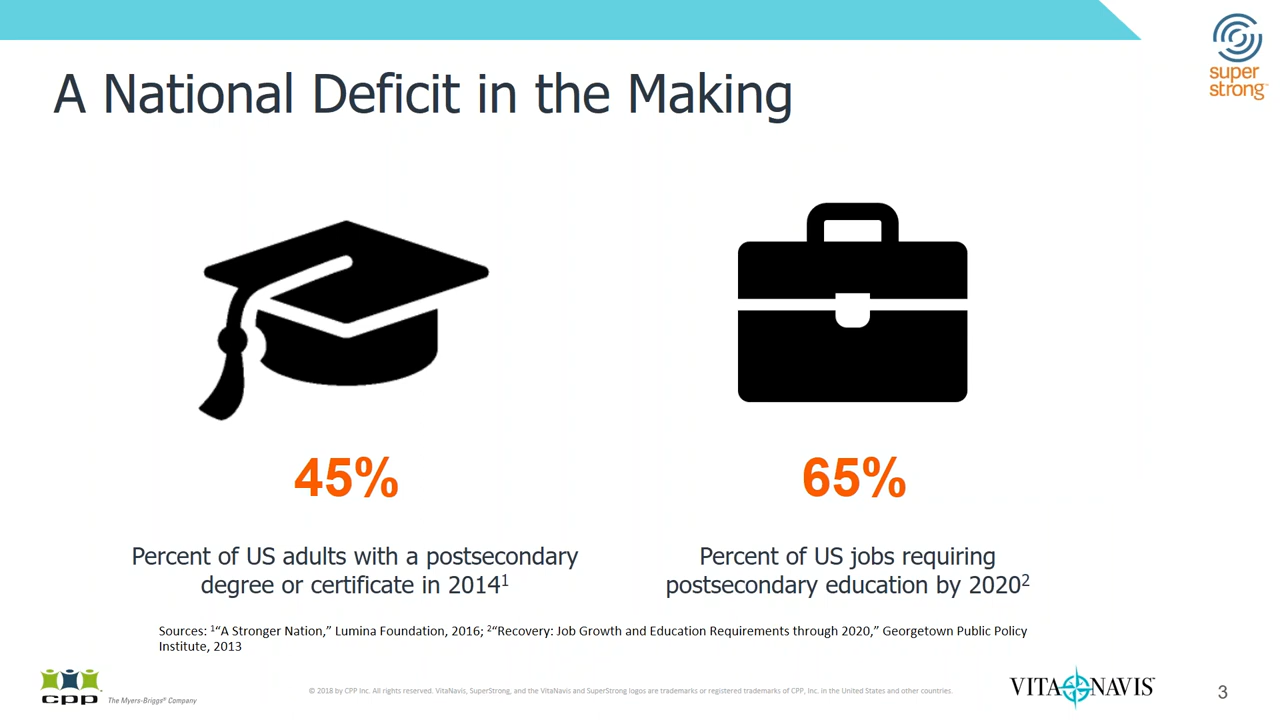 super
strong™
A National Deficit in the Making
45%
Percent of US adults with a postsecondary
degree or certificate in 2014¹
65%
Percent of US jobs requiring
postsecondary education by 2020²
Sources: ¹“A Stronger Nation,” Lumina Foundation, 2016; ²“Recovery: Job Growth and Education Requirements through 2020,” Georgetown Public Policy
Institute, 2013
cpp The Myers-Briggs® Company
© 2018 by CPP Inc. All rights reserved. VitaNavis, SuperStrong, and the VitaNavis and SuperStrong logos are trademarks or registered trademarks of CPP, Inc. in the United States and other countries.
VITA NAVIS™
3